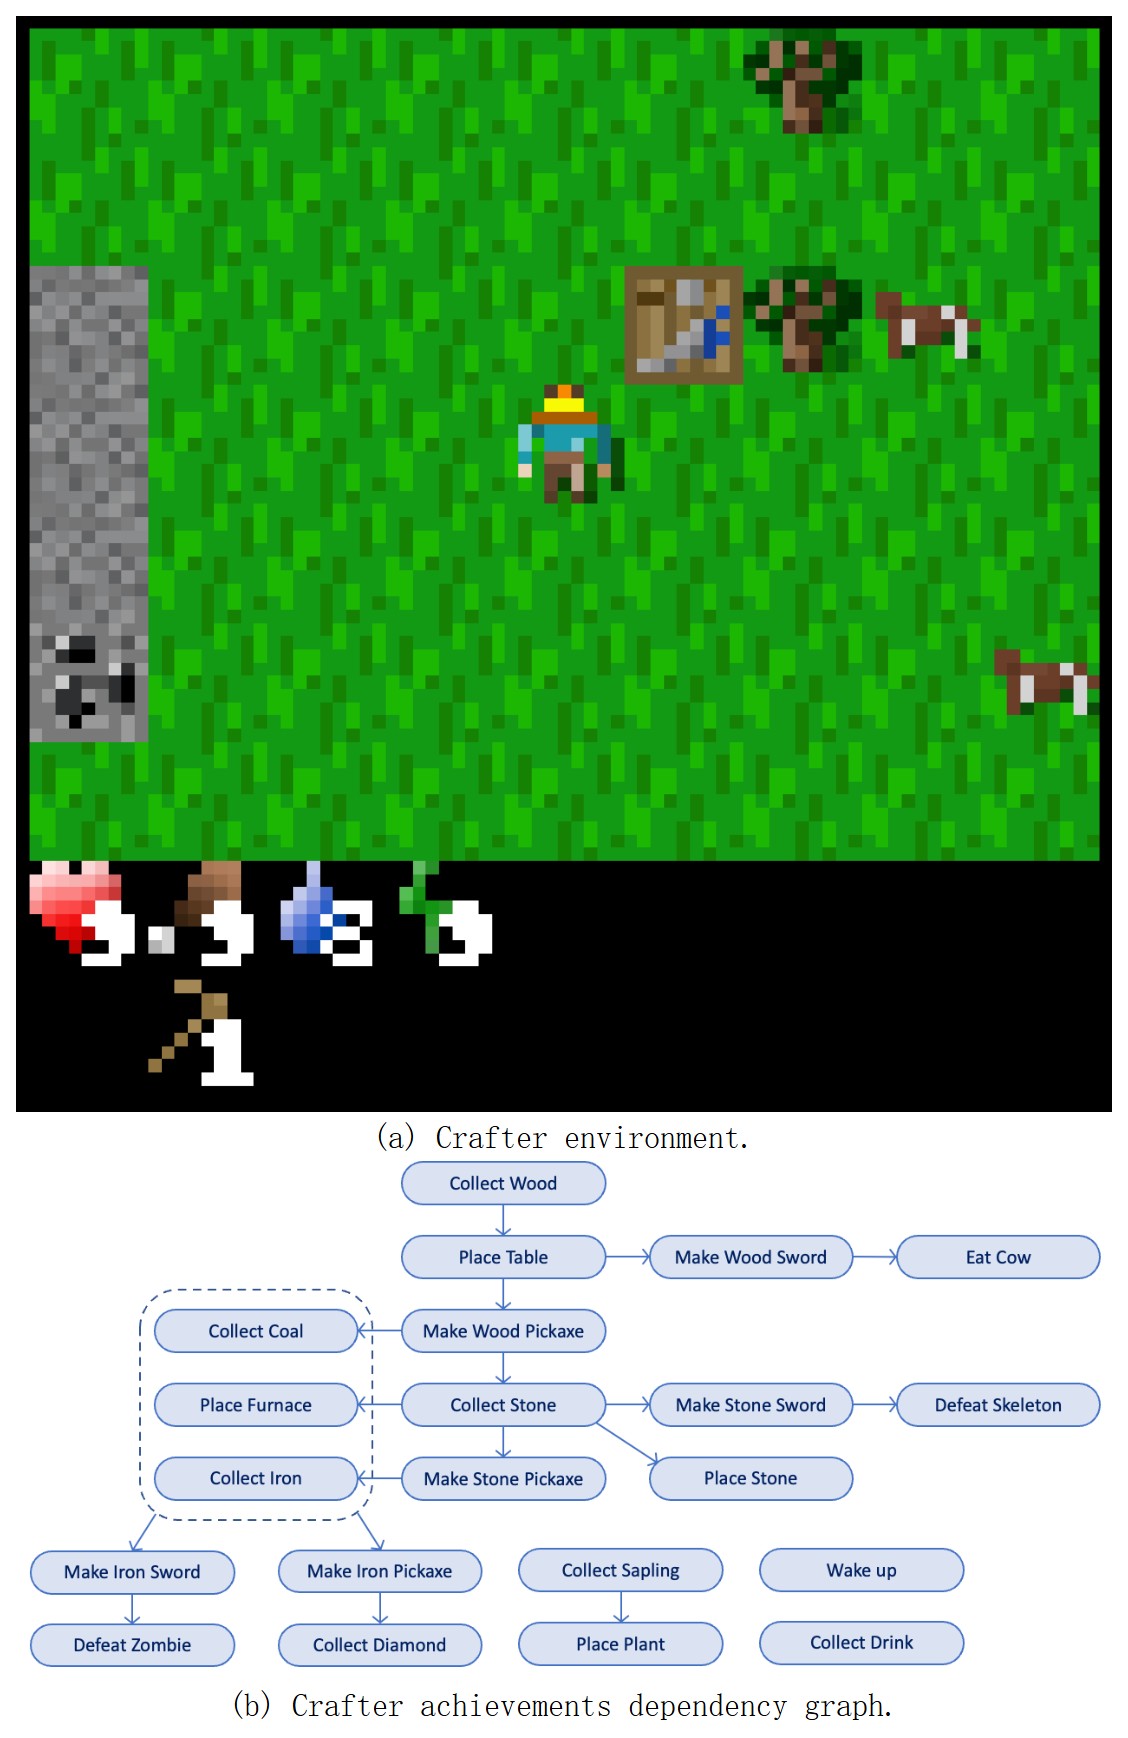 8
1
(a) Crafter environment.
Collect Wood
Place Table
Make Wood Sword
Eat Cow
Collect Coal
Make Wood Pickaxe
Place Furnace
Collect Stone
Make Stone Sword
Defeat Skeleton
Collect Iron
Make Stone Pickaxe
Place Stone
Make Iron Sword
Make Iron Pickaxe
Collect Sapling
Wake up
Defeat Zombie
Collect Diamond
Place Plant
Collect Drink
(b) Crafter achievements dependency graph.